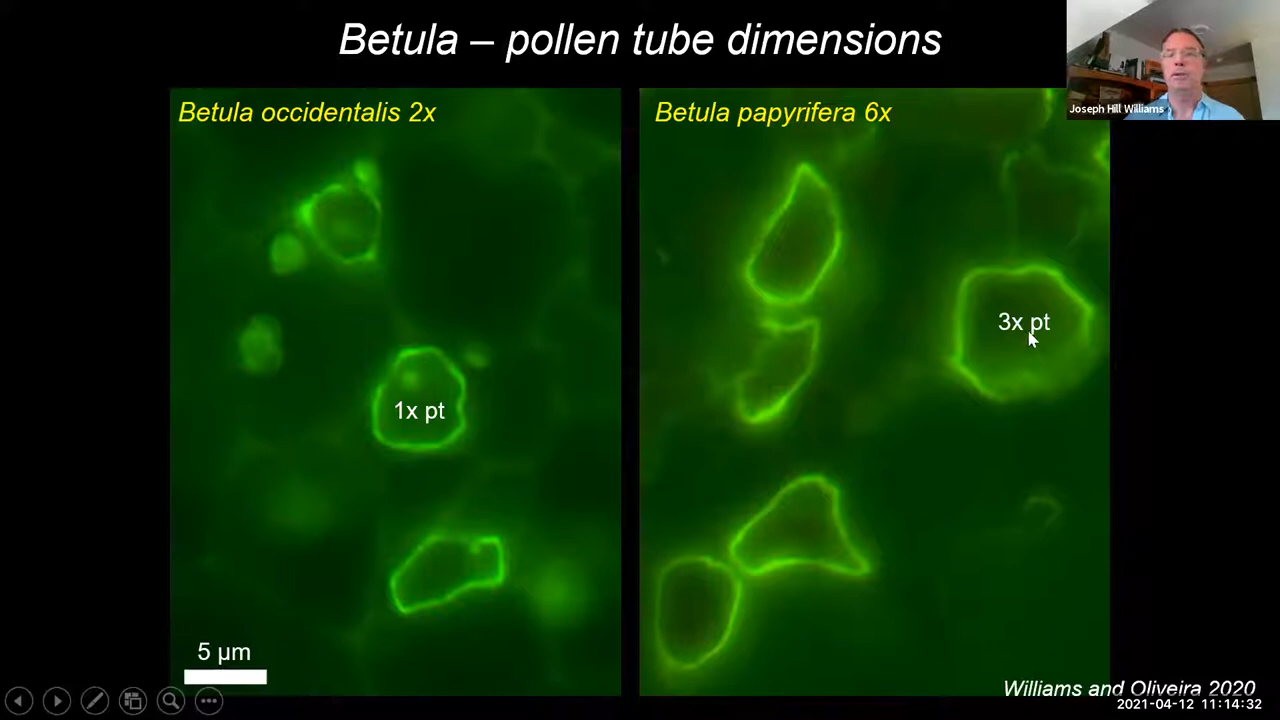 Betula – pollen tube dimensions
Joseph Hill Williams
Betula occidentalis 2x
Betula papyrifera 6x
3x pt
1x pt
5 µm
Williams and Oliveira 2020
2021-04-12 11:14:32